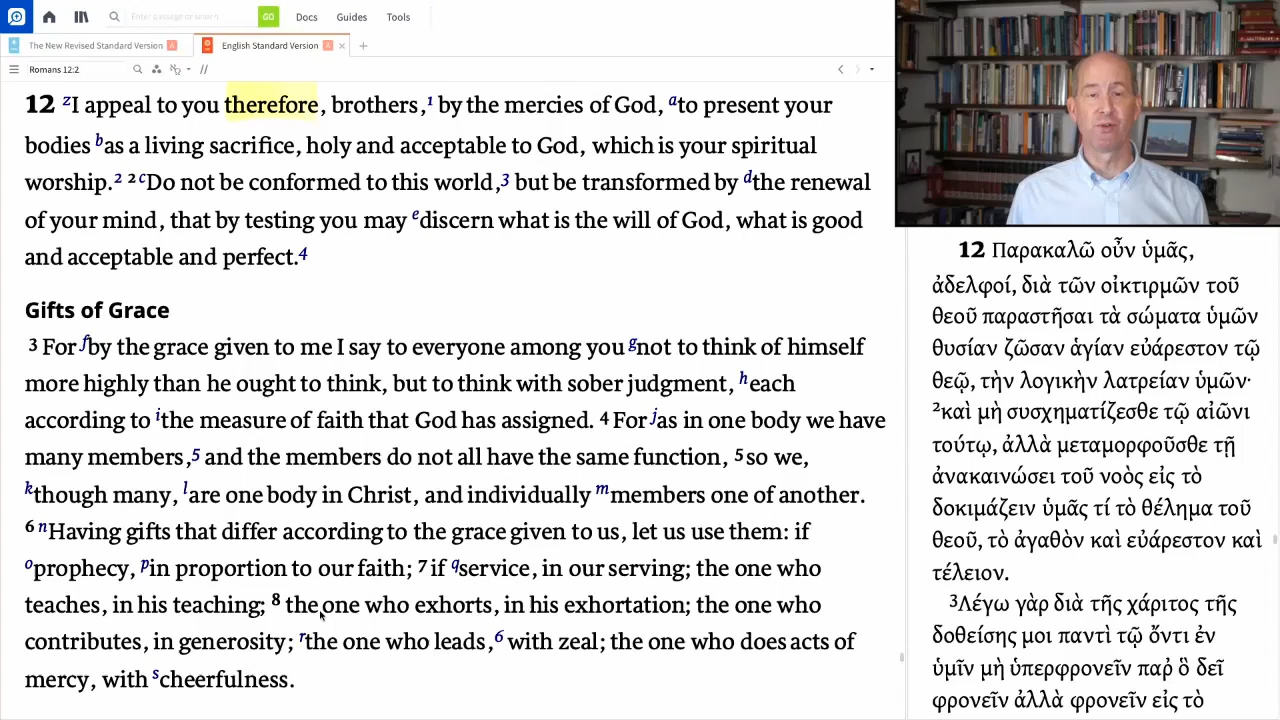 Enter passage or search
GO
Docs
Guides
Tools
The New Revised Standard Version A
English Standard Version A ×
+
Romans 12:2
//
12 zI appeal to you therefore, brothers,1 by the mercies of God, ato present your
bodies bas a living sacrifice, holy and acceptable to God, which is your spiritual
worship.2 2 cDo not be conformed to this world,3 but be transformed by dthe renewal
of your mind, that by testing you may ediscern what is the will of God, what is good
and acceptable and perfect.4
Gifts of Grace
3 For fby the grace given to me I say to everyone among you gnot to think of himself
more highly than he ought to think, but to think with sober judgment, heach
according to ithe measure of faith that God has assigned. 4 For jas in one body we have
many members,5 and the members do not all have the same function, 5 so we,
kthough many, lare one body in Christ, and individually mmembers one of another.
6 nHaving gifts that differ according to the grace given to us, let us use them: if
oprophecy, pin proportion to our faith; 7 if qservice, in our serving; the one who
teaches, in his teaching; 8 the one who exhorts, in his exhortation; the one who
contributes, in generosity; rthe one who leads,6 with zeal; the one who does acts of
mercy, with scheerfulness.
12 Παρακαλῶ οὖν ὑμᾶς,
ἀδελφοί, διὰ τῶν οἰκτιρμῶν τοῦ
θεοῦ παραστῆσαι τὰ σώματα ὑμῶν
θυσίαν ζῶσαν ἁγίαν εὐάρεστον τῷ
θεῷ, τὴν λογικὴν λατρείαν ὑμῶν·
2καὶ μὴ συσχηματίζεσθε τῷ αἰῶνι
τούτῳ, ἀλλὰ μεταμορφοῦσθε τῇ
ἀνακαινώσει τοῦ νοὸς εἰς τὸ
δοκιμάζειν ὑμᾶς τί τὸ θέλημα τοῦ
θεοῦ, τὸ ἀγαθὸν καὶ εὐάρεστον καὶ
τέλειον.
3Λέγω γὰρ διὰ τῆς χάριτος τῆς
δοθείσης μοι παντὶ τῷ ὄντι ἐν
ὑμῖν μὴ ὑπερφρονεῖν παῤ ὃ δεῖ
φρονεῖν ἀλλὰ φρονεῖν εἰς τὸ